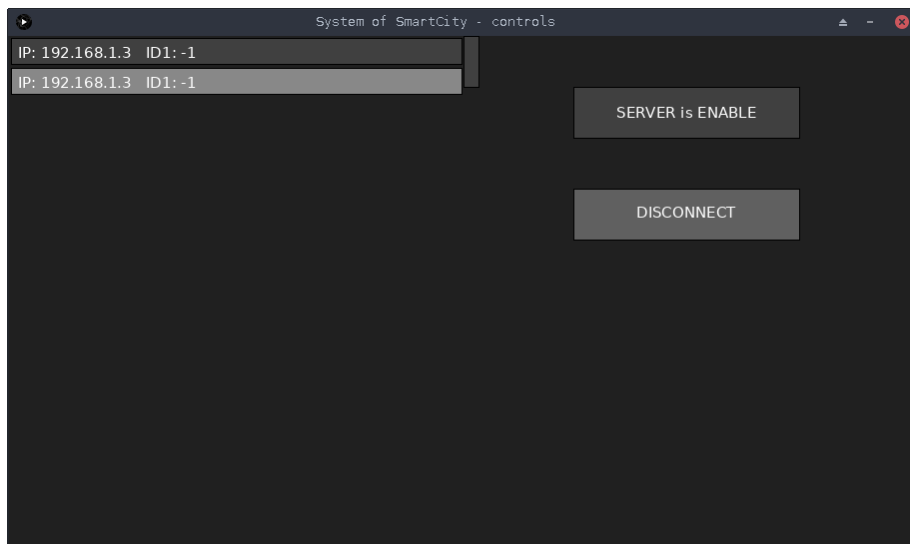 System of SmartCity - controls
IP: 192.168.1.3 ID1: -1
IP: 192.168.1.3 ID1: -1
SERVER is ENABLE
DISCONNECT